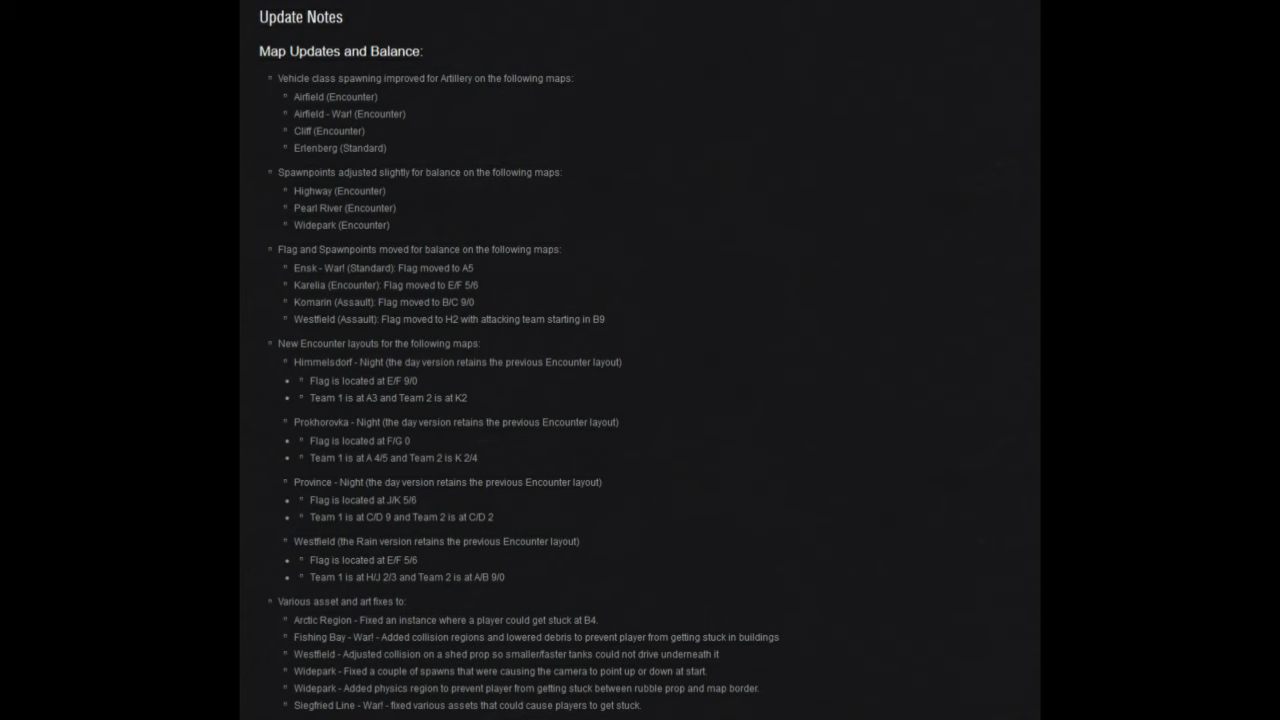 Update Notes
Map Updates and Balance:
Vehicle class spawning improved for Artillery on the following maps:
Airfield (Encounter)
Airfield - War! (Encounter)
Cliff (Encounter)
Erlenberg (Standard)
Spawnpoints adjusted slightly for balance on the following maps:
Highway (Encounter)
Pearl River (Encounter)
Widepark (Encounter)
Flag and Spawnpoints moved for balance on the following maps:
Ensk - War! (Standard): Flag moved to A5
Karelia (Encounter): Flag moved to E/F 5/6
Komarin (Assault): Flag moved to B/C 9/0
Westfield (Assault): Flag moved to H2 with attacking team starting in B9
New Encounter layouts for the following maps:
Himmelsdorf - Night (the day version retains the previous Encounter layout)
Flag is located at E/F 9/0
Team 1 is at A3 and Team 2 is at K2
Prokhorovka - Night (the day version retains the previous Encounter layout)
Flag is located at F/G 0
Team 1 is at A 4/5 and Team 2 is K 2/4
Province - Night (the day version retains the previous Encounter layout)
Flag is located at J/K 5/6
Team 1 is at C/D 9 and Team 2 is at C/D 2
Westfield (the Rain version retains the previous Encounter layout)
Flag is located at E/F 5/6
Team 1 is at H/J 2/3 and Team 2 is at A/B 9/0
Various asset and art fixes to:
Arctic Region - Fixed an instance where a player could get stuck at B4.
Fishing Bay - War! - Added collision regions and lowered debris to prevent player from getting stuck in buildings
Westfield - Adjusted collision on a shed prop so smaller/faster tanks could not drive underneath it
Widepark - Fixed a couple of spawns that were causing the camera to point up or down at start.
Widepark - Added physics region to prevent player from getting stuck between rubble prop and map border.
Siegfried Line - War! - fixed various assets that could cause players to get stuck.